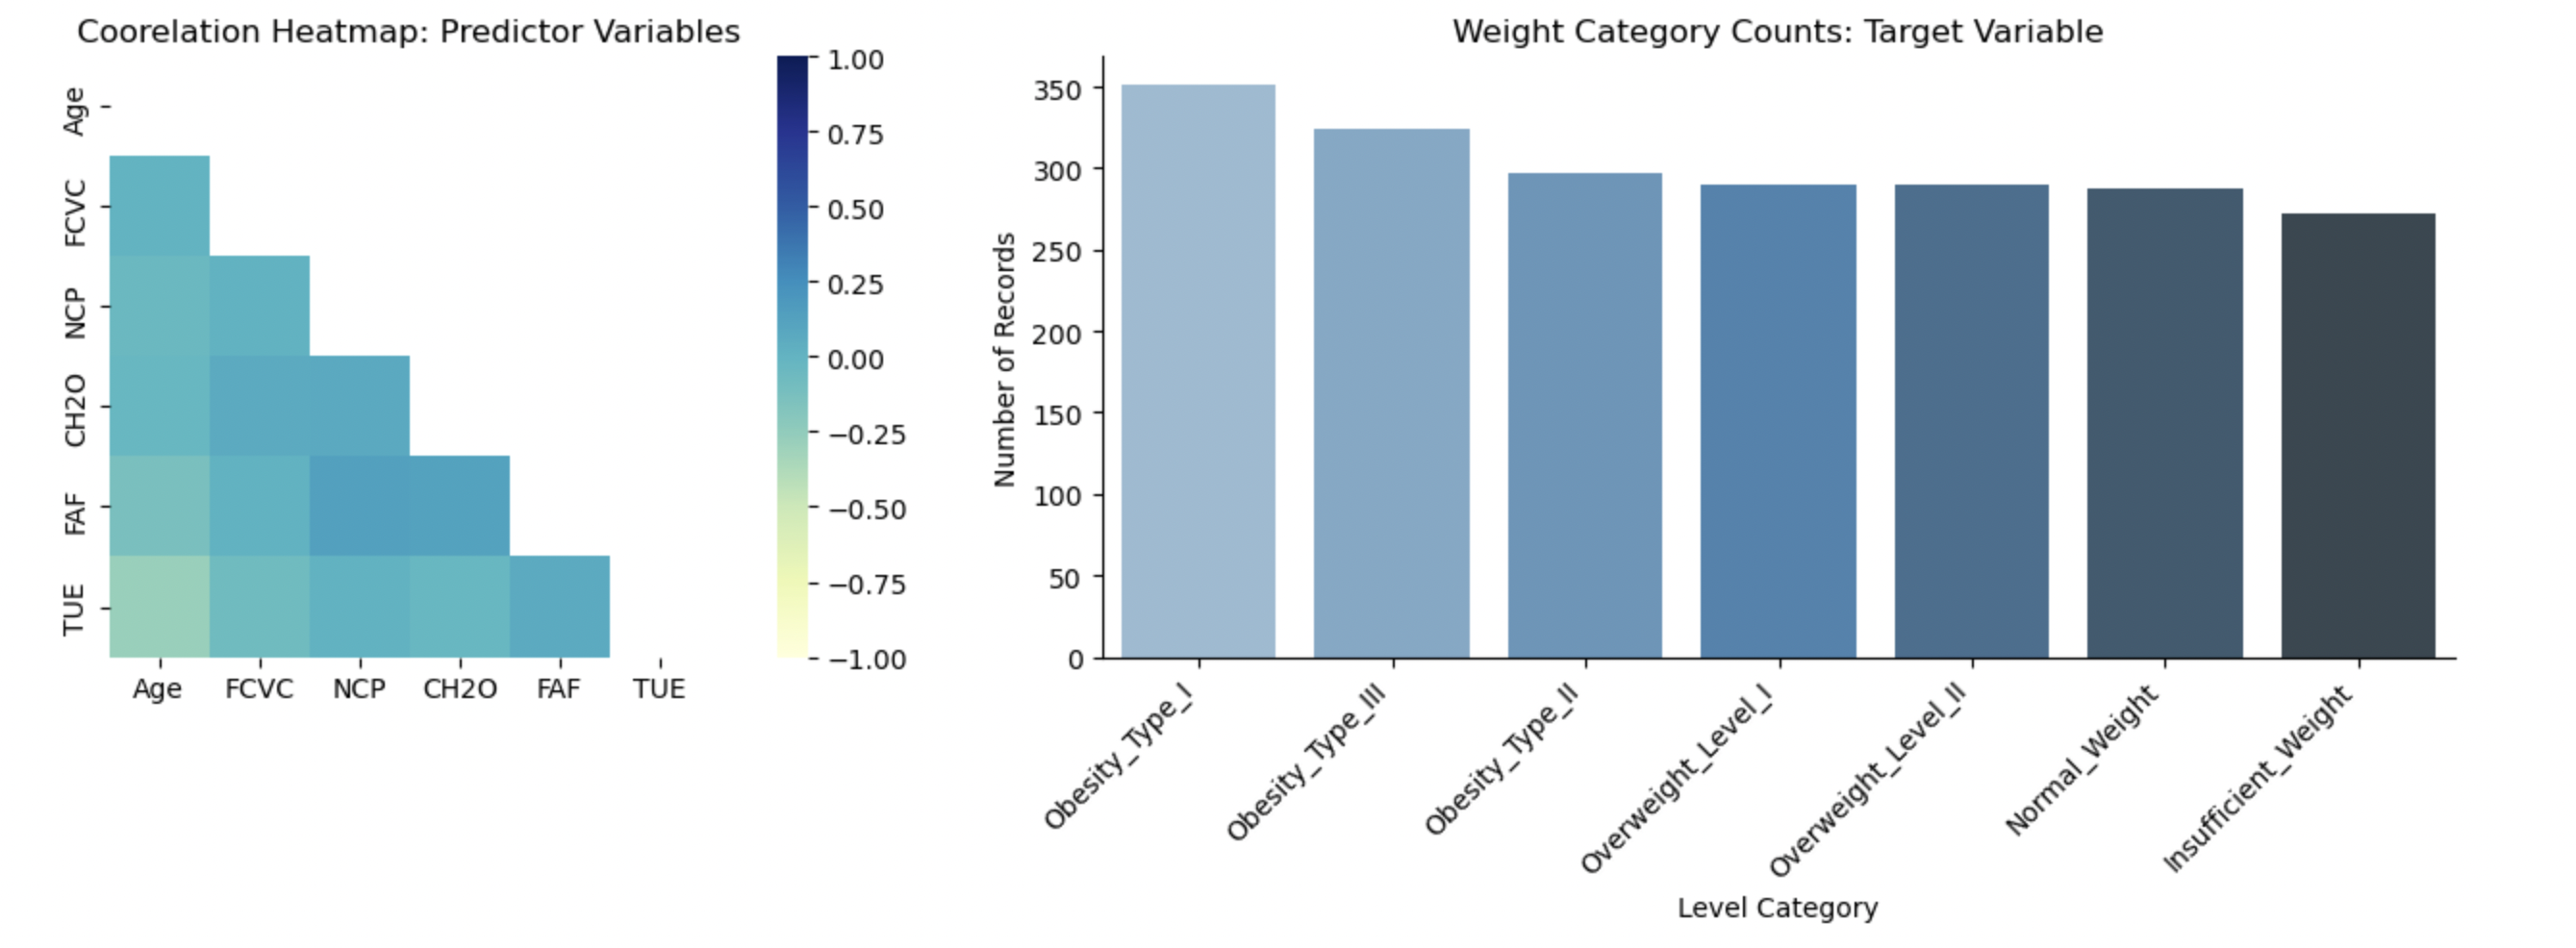 Coorelation Heatmap: Predictor Variables
Age
FCVC
NCP
CH2O
FAF
TUE
Age FCVC NCP CH2O FAF TUE
1.00
0.75
0.50
0.25
0.00
−0.25
−0.50
−0.75
−1.00
Weight Category Counts: Target Variable
Number of Records
350
300
250
200
150
100
50
0
Obesity_Type_I
Obesity_Type_III
Obesity_Type_II
Overweight_Level_I
Overweight_Level_II
Normal_Weight
Insufficient_Weight
Level Category